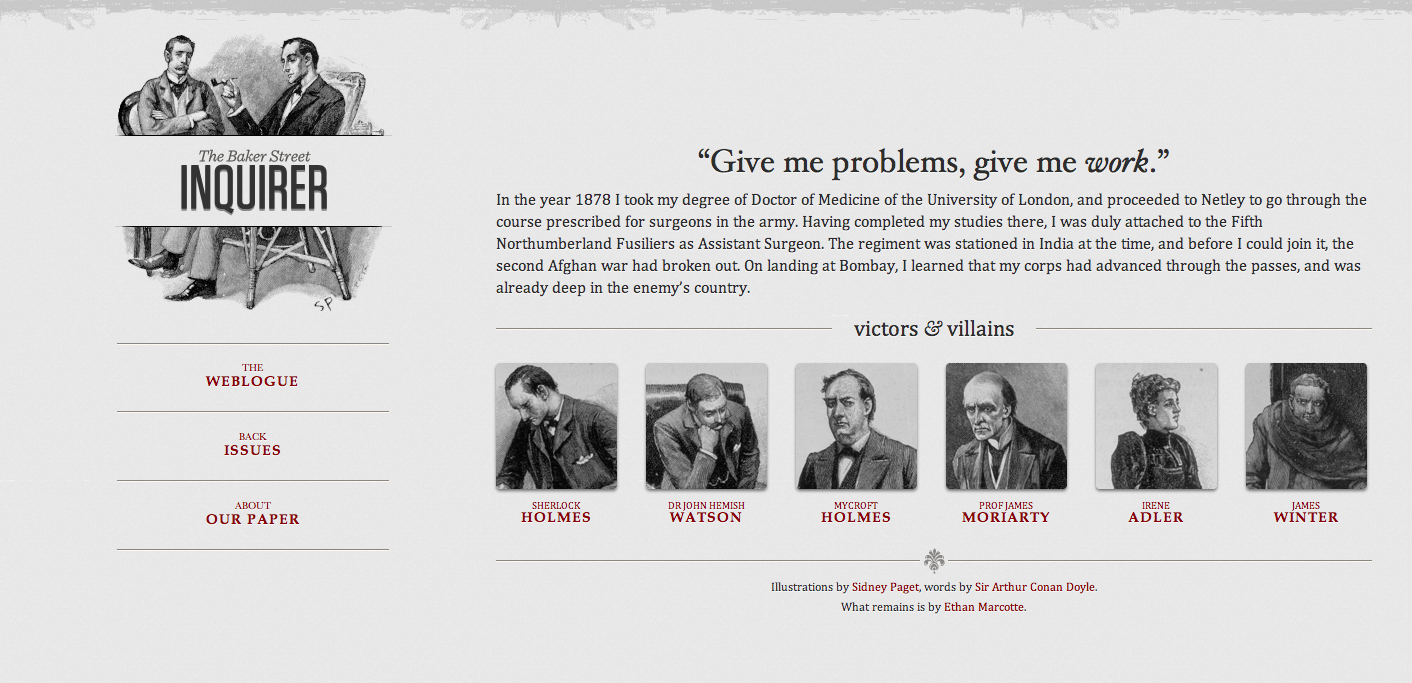 The Baker Street
INQUIRER
SP
THE
WEBLOGUE
BACK
ISSUES
ABOUT
OUR PAPER
“Give me problems, give me work.”
In the year 1878 I took my degree of Doctor of Medicine of the University of London, and proceeded to Netley to go through the
course prescribed for surgeons in the army. Having completed my studies there, I was duly attached to the Fifth
Northumberland Fusiliers as Assistant Surgeon. The regiment was stationed in India at the time, and before I could join it, the
second Afghan war had broken out. On landing at Bombay, I learned that my corps had advanced through the passes, and was
already deep in the enemy’s country.
victors & villains
SHERLOCK
HOLMES
DR JOHN HEMISH
WATSON
MYCROFT
HOLMES
PROF JAMES
MORIARTY
IRENE
ADLER
JAMES
WINTER
Illustrations by Sidney Paget, words by Sir Arthur Conan Doyle.
What remains is by Ethan Marcotte.